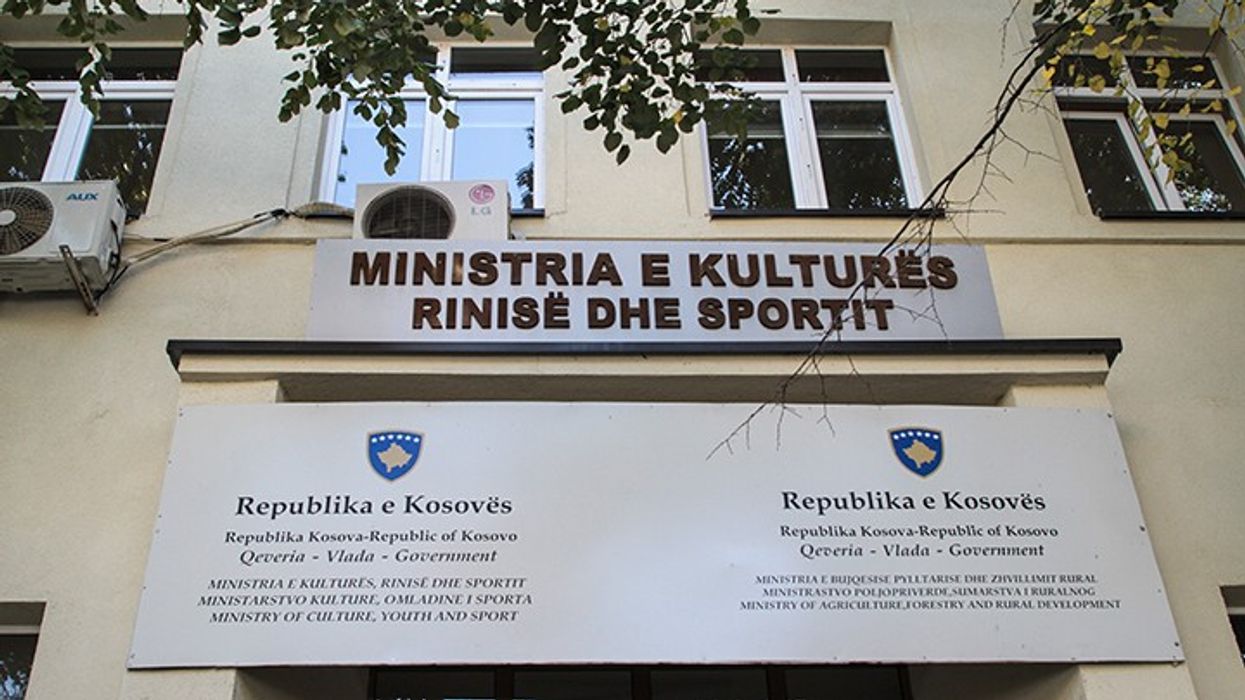 AUX
LG
MINISTRIA E KULTURËS
RINISË DHE SPORTIT
Republika e Kosovës
Republika Kosova-Republic of Kosovo
Qeveria - Vlada - Government
MINISTRIA E KULTURËS, RINISË DHE SPORTIT
MINISTARSTVO KULTURE, OMLADINE I SPORTA
MINISTRY OF CULTURE, YOUTH AND SPORT
Republika e Kosovës
Republika Kosova-Republic of Kosovo
Qeveria - Vlada - Government
MINISTRIA E BUJQESISE PYLLTARISE DHE ZHVILLIMIT RURAL
MINISTRASTVO POLJOPRIVERDE,SUMARSTVA I RURALNOG
MINISTRY OF AGRICULTURE,FORESTRY AND RURAL DEVELOPMENT